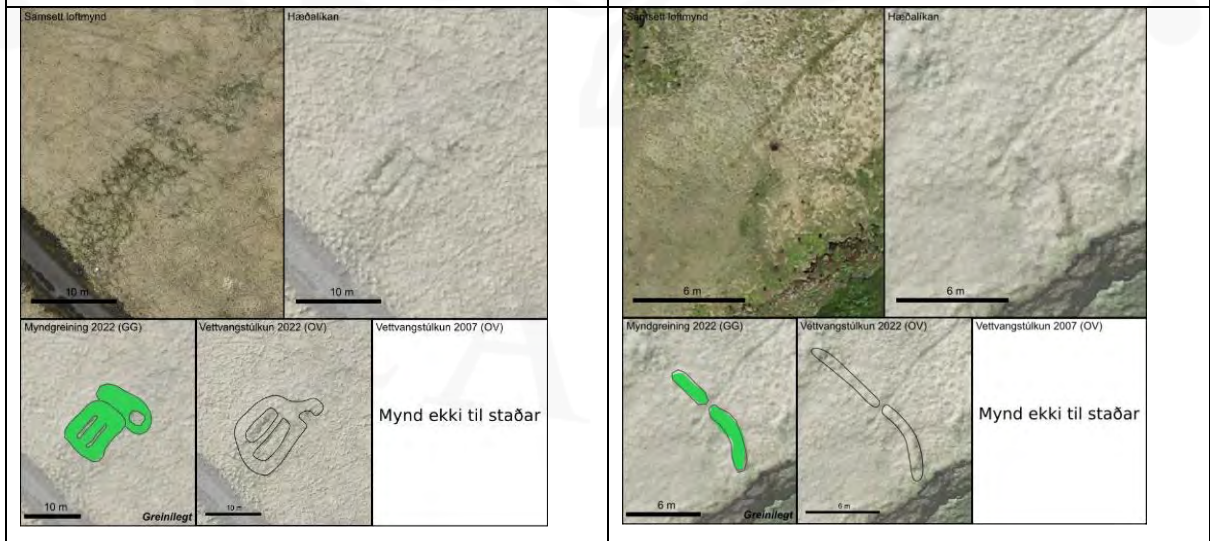 Samsett loftmynd
Hæðalíkan
10 m
10 m
Myndgreining 2022 (GG)
Vettvangstúlkun 2022 (OV)
Vettvangstúlkun 2007 (OV)
Mynd ekki til staðar
10 m
Greinilegt
10 m
Samsett loftmynd
Hæðalíkan
6 m
6 m
Myndgreining 2022 (GG)
Vettvangstúlkun 2022 (OV)
Vettvangstúlkun 2007 (OV)
Mynd ekki til staðar
6 m
Greinilegt
6 m